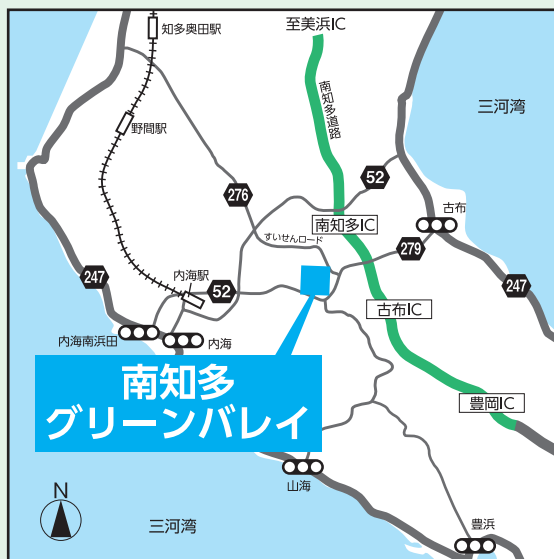 知多奥田駅
至美浜IC
南知多道路
三河湾
野間駅
52
276
古布
南知多IC
すいせんロード
279
247
247
内海駅
52
古布IC
内海南浜田
内海
南知多
グリーンバレイ
豊岡IC
山海
N
三河湾
豊浜